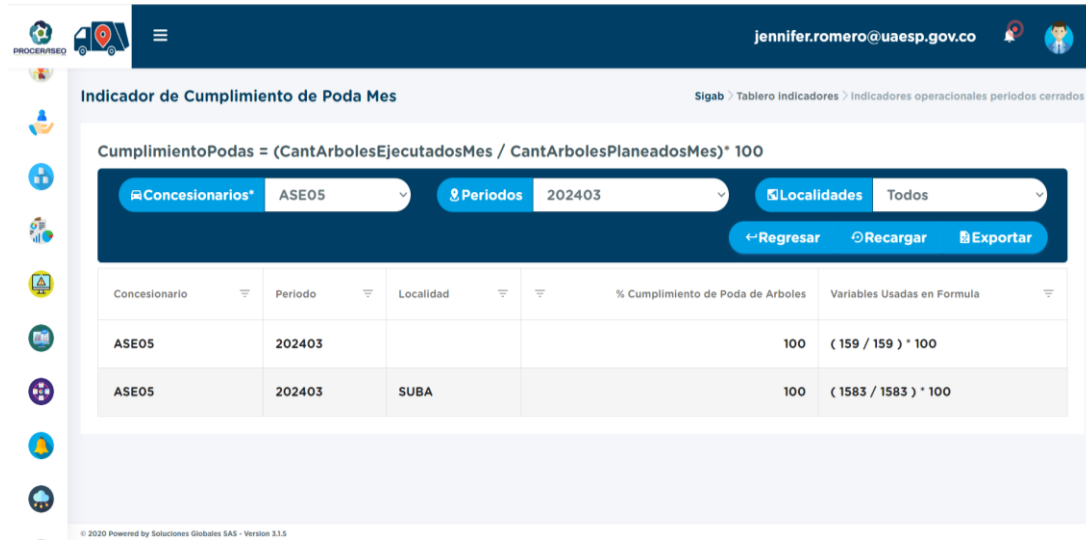 PROCERASEO
jennifer.romero@uaesp.gov.co
Indicador de Cumplimiento de Poda Mes
Sigab > Tablero indicadores > Indicadores operacionales periodos cerrados
CumplimientoPodas = (CantArbolesEjecutadosMes / CantArbolesPlaneadosMes)* 100
Concesionarios* ASE05 Periodos 202403 Localidades Todos
Regresar Recargar Exportar
Concesionario Periodo Localidad % Cumplimiento de Poda de Arboles Variables Usadas en Formula
ASE05 202403 100 ( 159 / 159 ) * 100
ASE05 202403 SUBA 100 ( 1583 / 1583 ) * 100
© 2020 Powered by Soluciones Globales SAS - Version 3.1.5